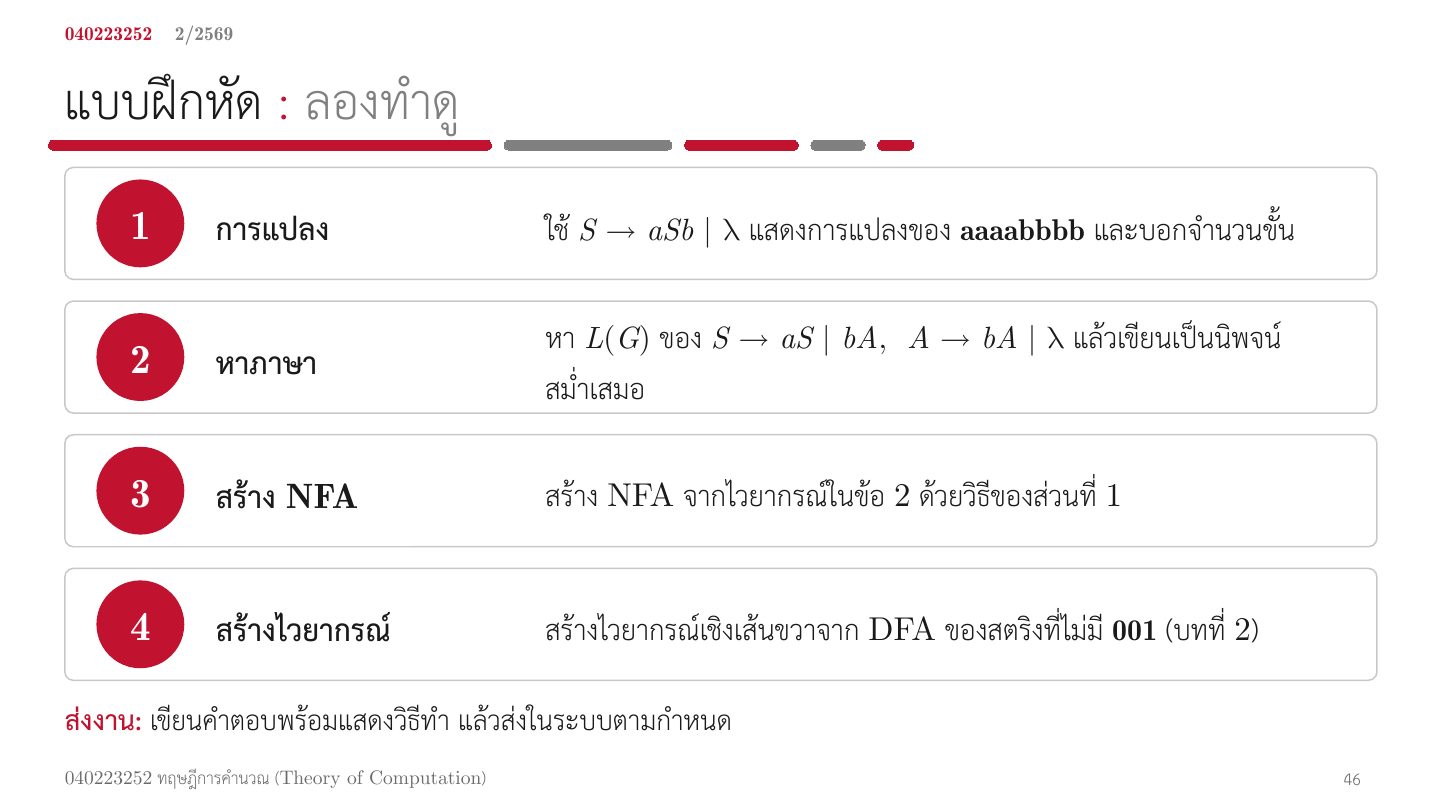 040223252 2/2569
แบบฝึกหัด : ลองทำดู
1 การแปลง ใช้ S → aSb | λ แสดงการแปลงของ aaaabbbb และบอกจำนวนขั้น
2 หาภาษา หา L(G) ของ S → aS | bA, A → bA | λ แล้วเขียนเป็นนิพจน์
สม่ำเสมอ
3 สร้าง NFA สร้าง NFA จากไวยากรณ์ในข้อ 2 ด้วยวิธีของส่วนที่ 1
4 สร้างไวยากรณ์ สร้างไวยากรณ์เชิงเส้นขวาจาก DFA ของสตริงที่ไม่มี 001 (บทที่ 2)
ส่งงาน: เขียนคำตอบพร้อมแสดงวิธีทำ แล้วส่งในระบบตามกำหนด
040223252 ทฤษฎีการคำนวณ (Theory of Computation) 46